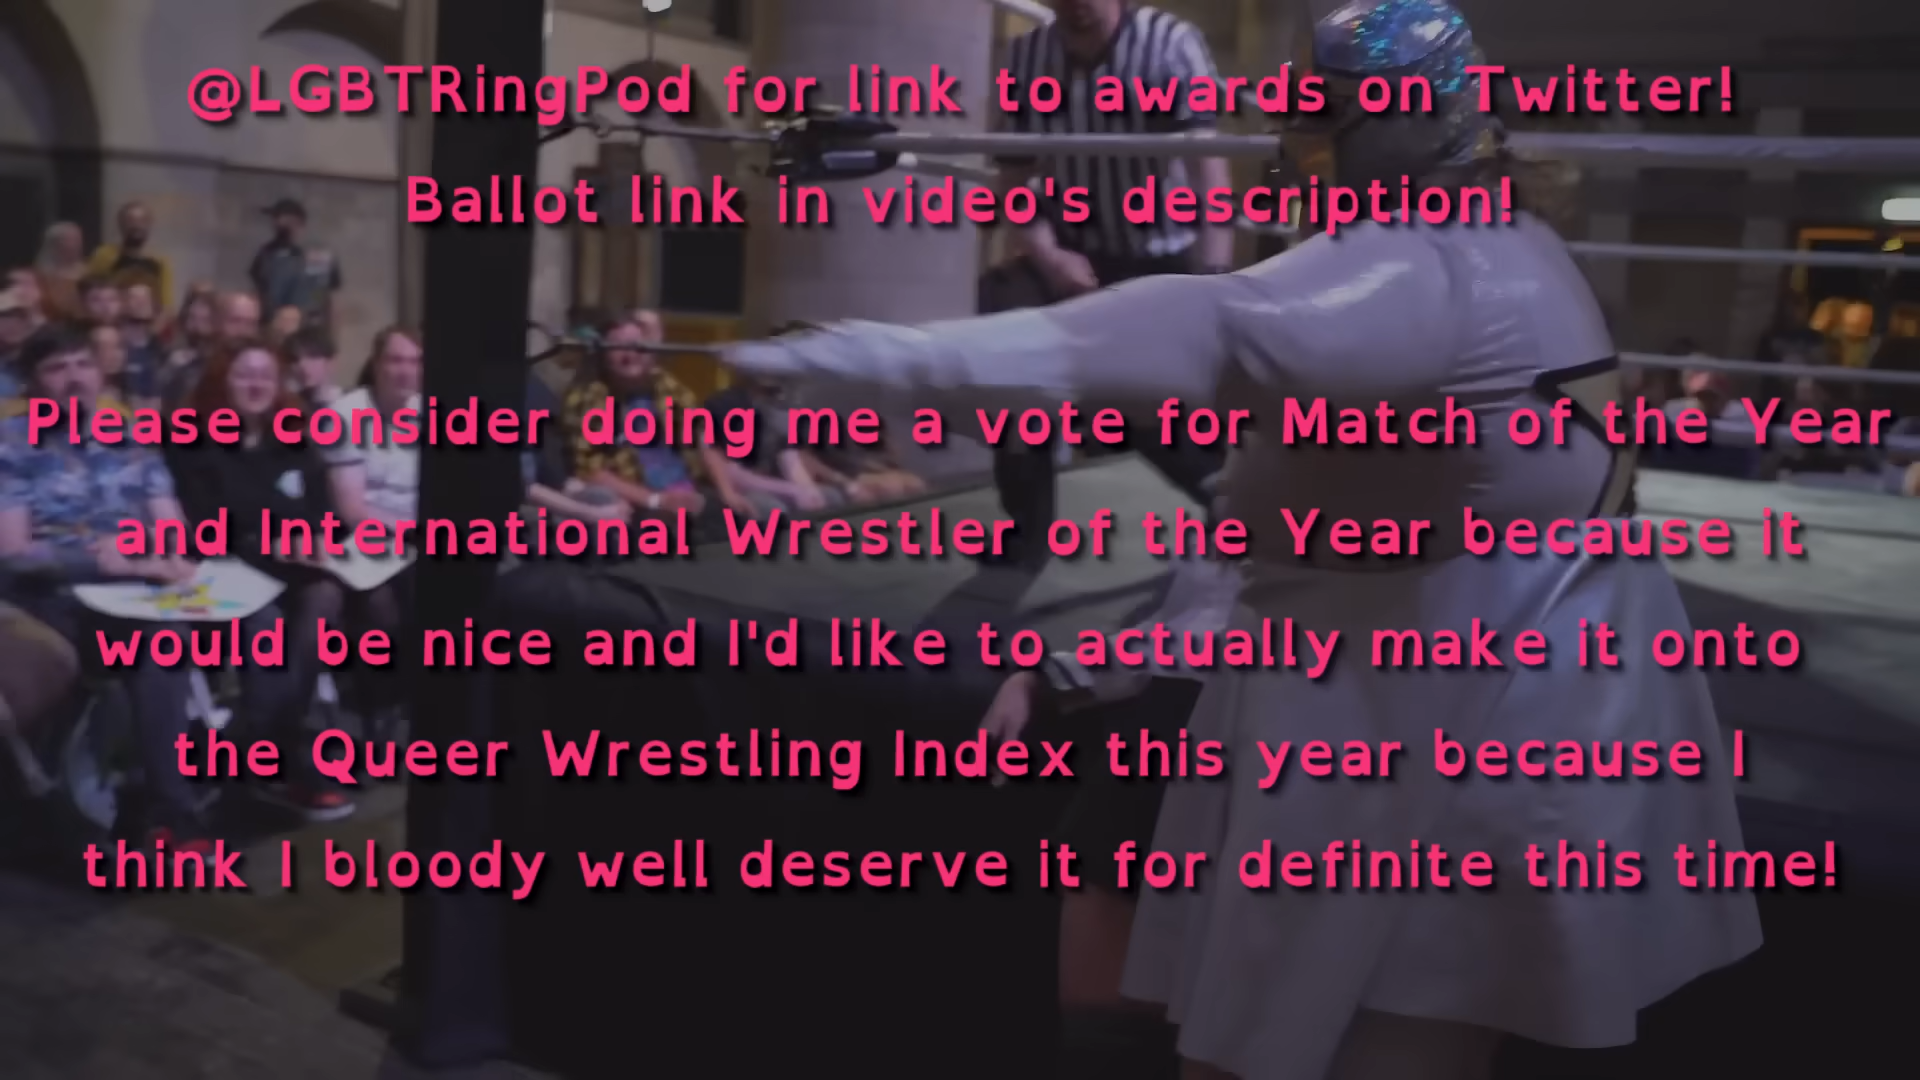 @LGBTRingPod for link to awards on Twitter!
Ballot link in video's description!
Please consider doing me a vote for Match of the Year
and International Wrestler of the Year because it
would be nice and I'd like to actually make it onto
the Queer Wrestling Index this year because I
think I bloody well deserve it for definite this time!